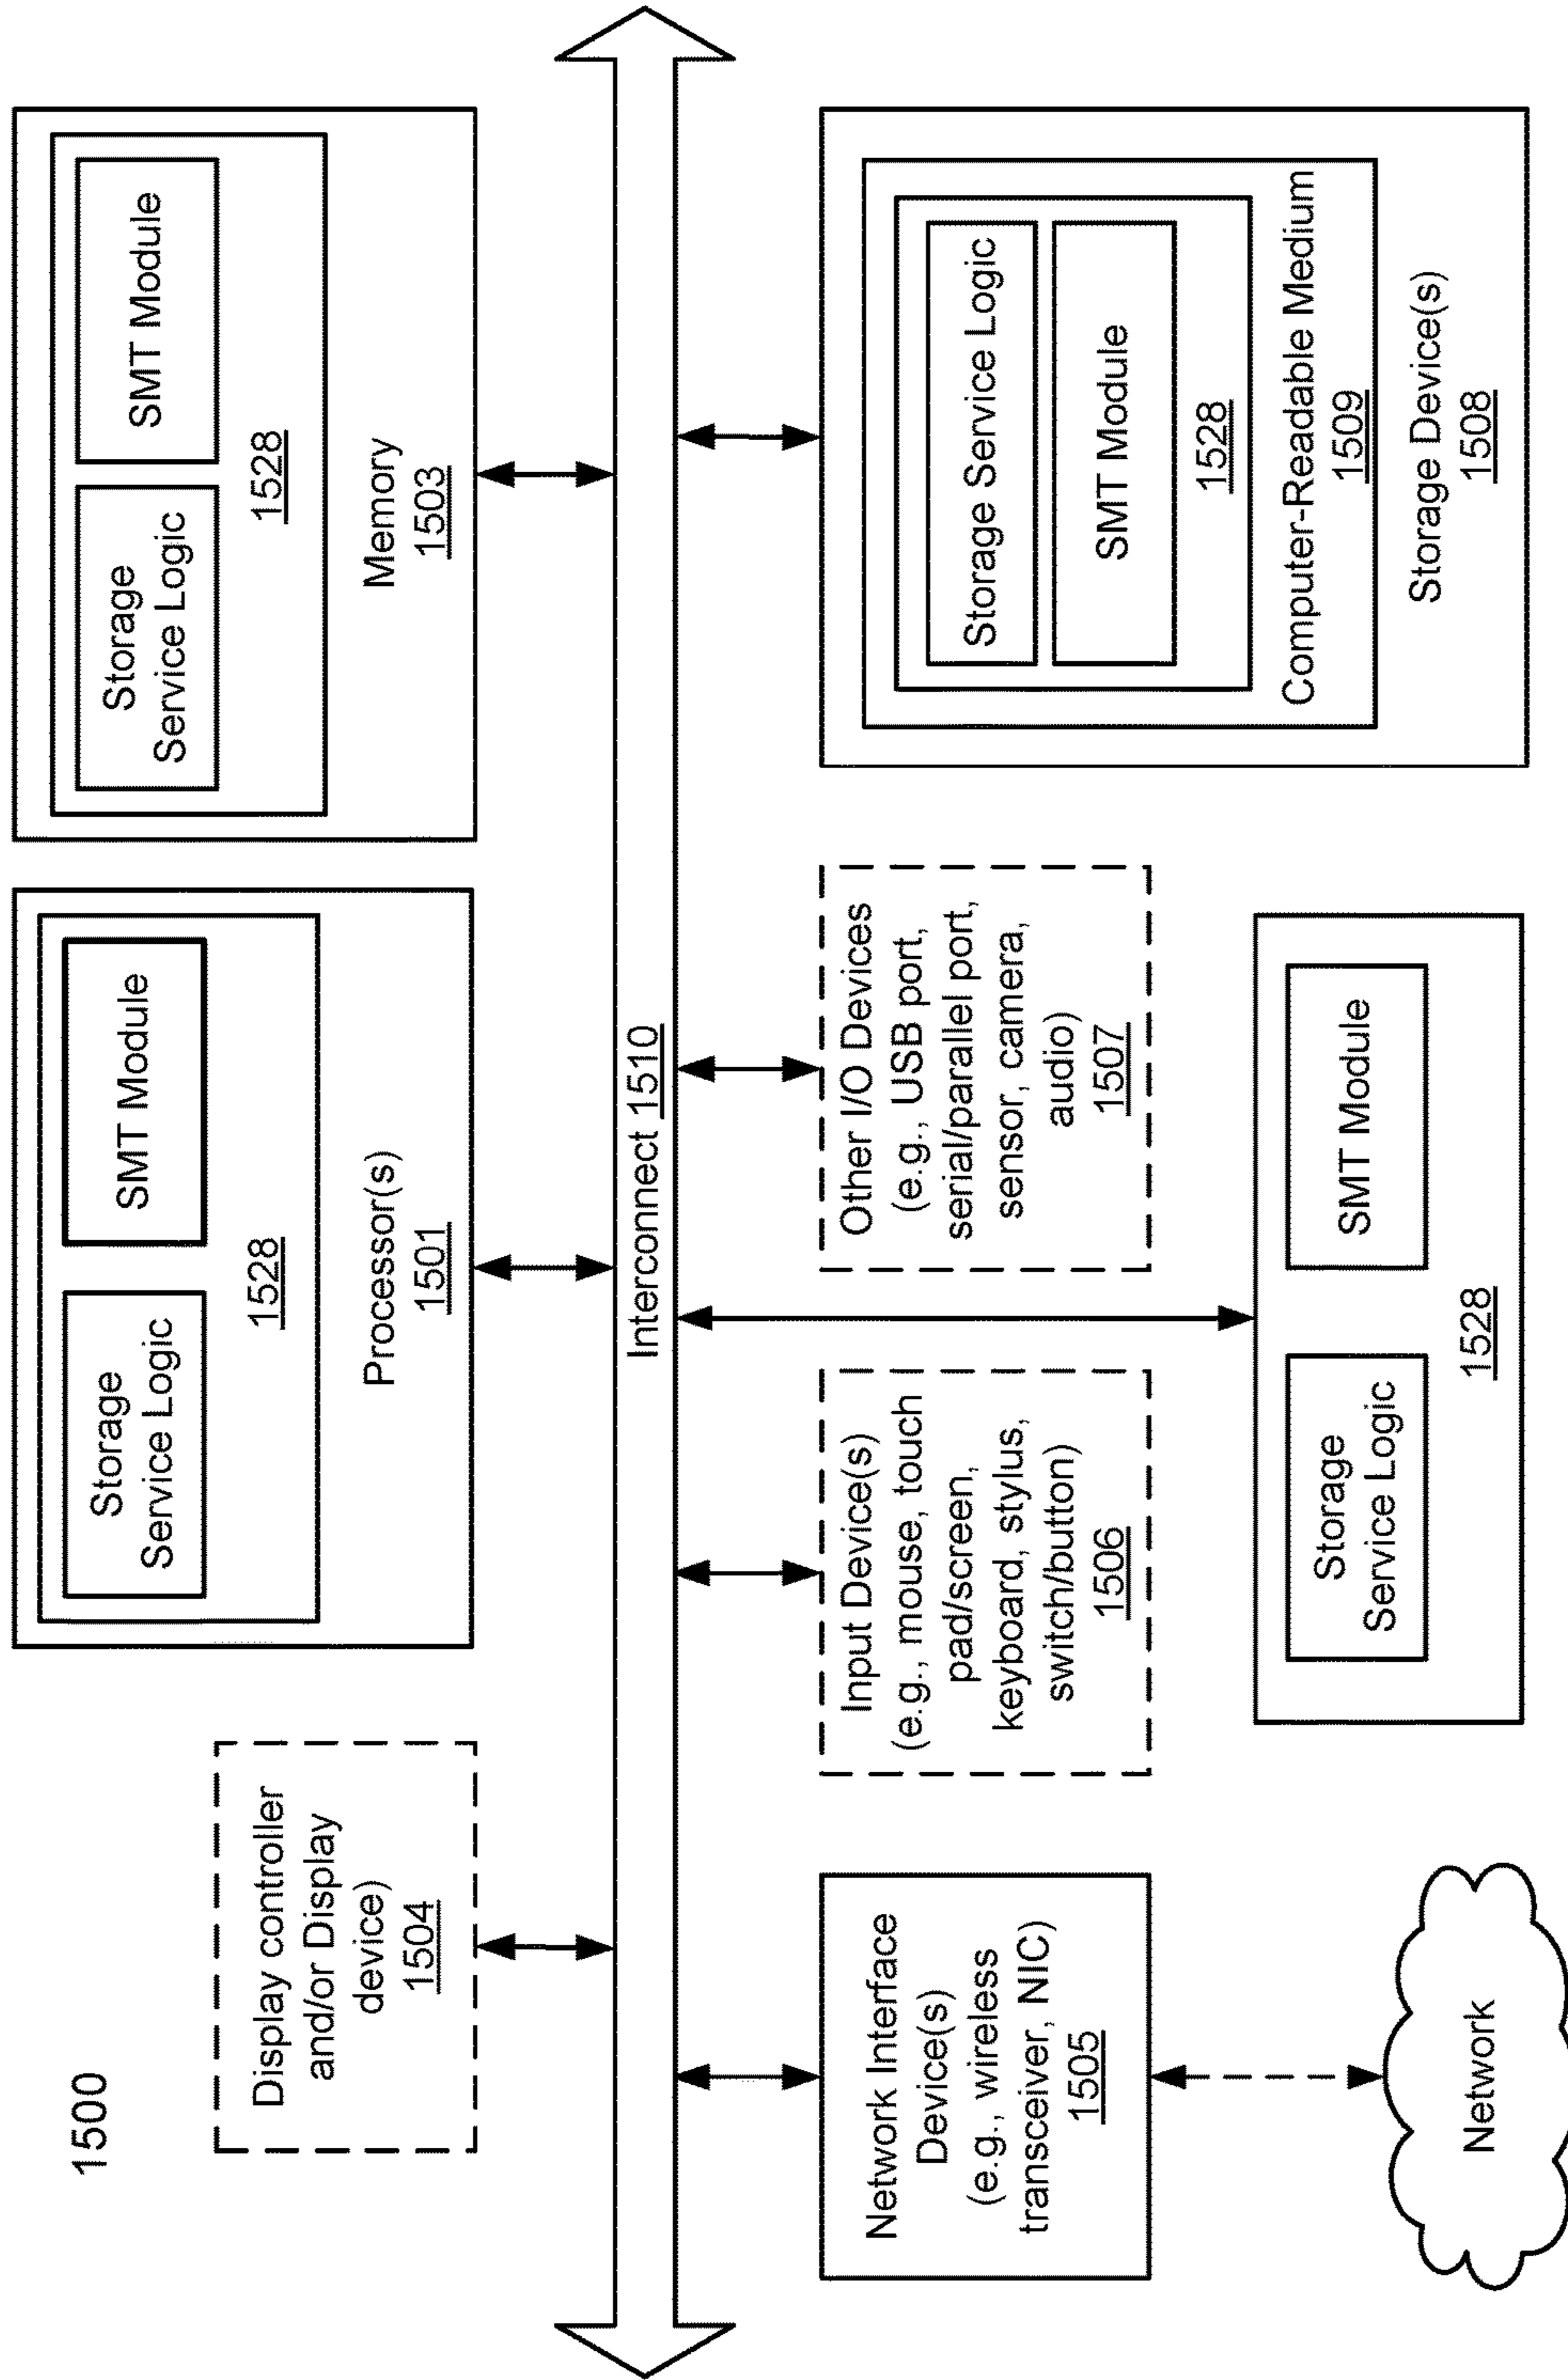 1500
Display controller
and/or Display
device)
1504
Storage
Service Logic
SMT Module
1528
Processor(s)
1501
Storage
Service Logic
SMT Module
1528
Memory
1503
Interconnect 1510
Network Interface
Device(s)
(e.g., wireless
transceiver, NIC)
1505
Input Device(s)
(e.g., mouse, touch
pad/screen,
keyboard, stylus,
switch/button)
1506
Other I/O Devices
(e.g., USB port,
serial/parallel port,
sensor, camera,
audio)
1507
Storage Service Logic
SMT Module
1528
Computer-Readable Medium
1509
Storage Device(s)
1508
Network
Storage
Service Logic
SMT Module
1528